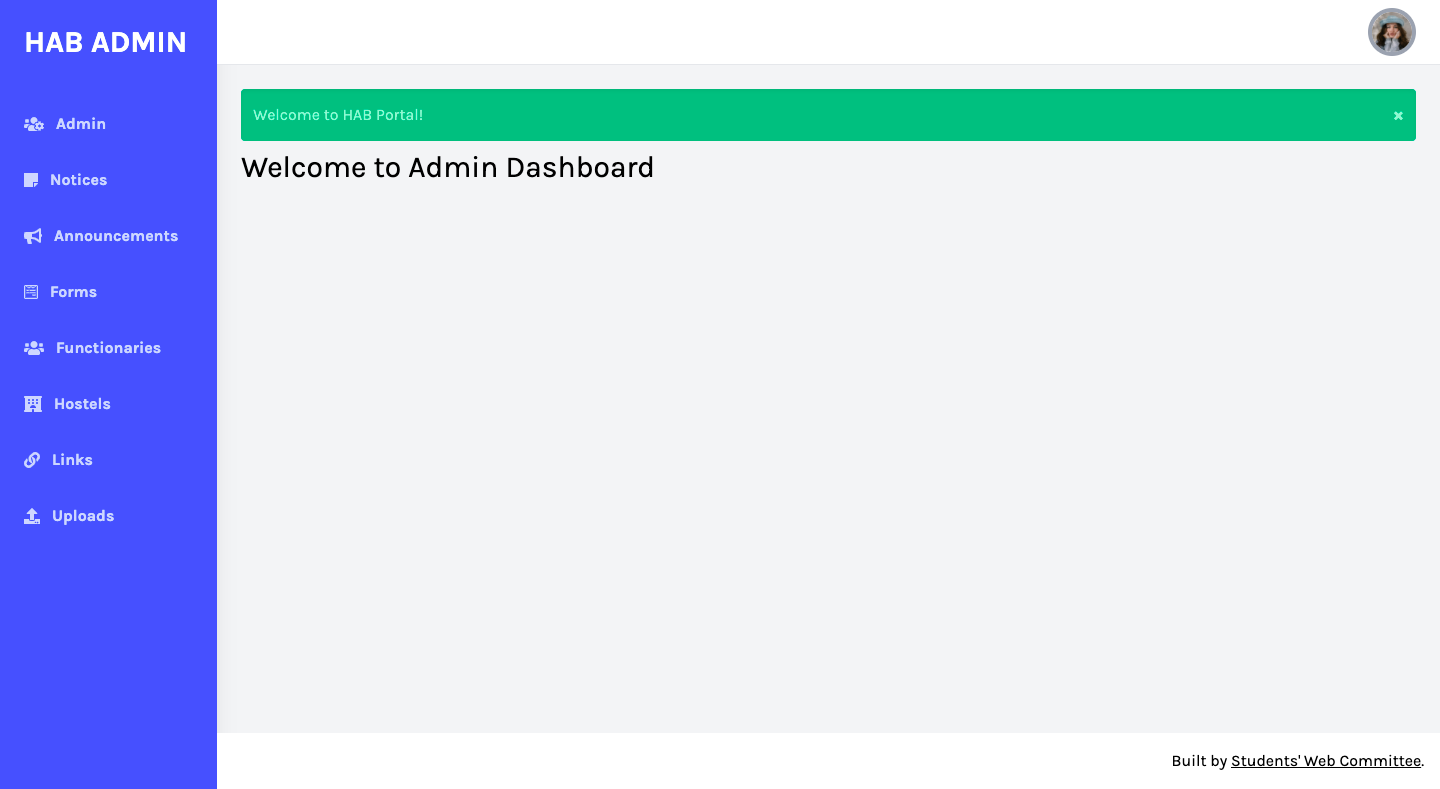 HAB ADMIN
Admin
Notices
Announcements
Forms
Functionaries
Hostels
Links
Uploads
Welcome to HAB Portal!
Welcome to Admin Dashboard
Built by Students' Web Committee.